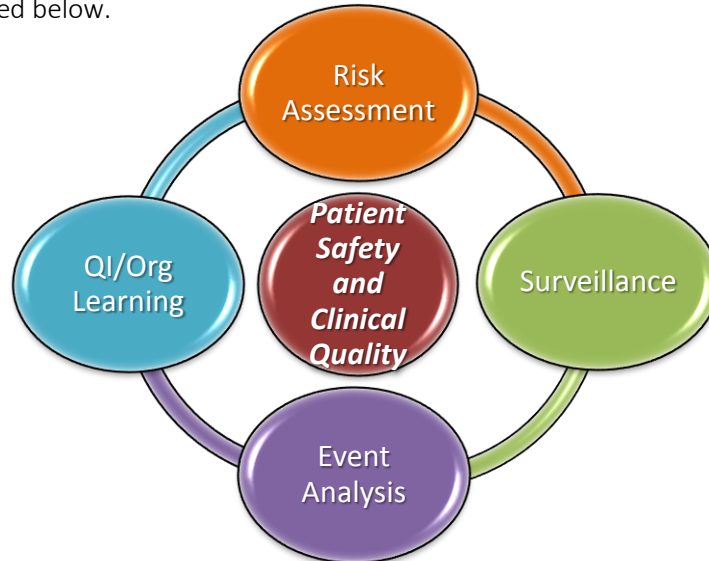 ed below.
Risk
Assessment
Patient
Safety
and
Clinical
Quality
QI/Org
Learning
Surveillance
Event
Analysis